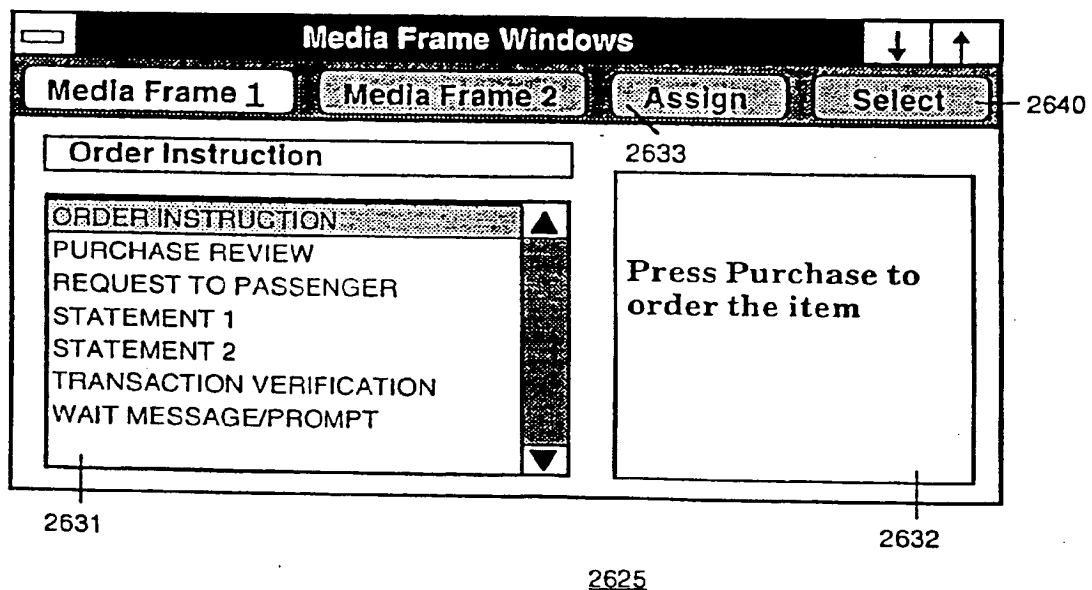 Media Frame Windows
Media Frame 1 Media Frame 2 Assign Select 2640
Order Instruction 2633
ORDER INSTRUCTION
PURCHASE REVIEW
REQUEST TO PASSENGER
STATEMENT 1
STATEMENT 2
TRANSACTION VERIFICATION
WAIT MESSAGE/PROMPT
Press Purchase to
order the item
2631
2632
2625